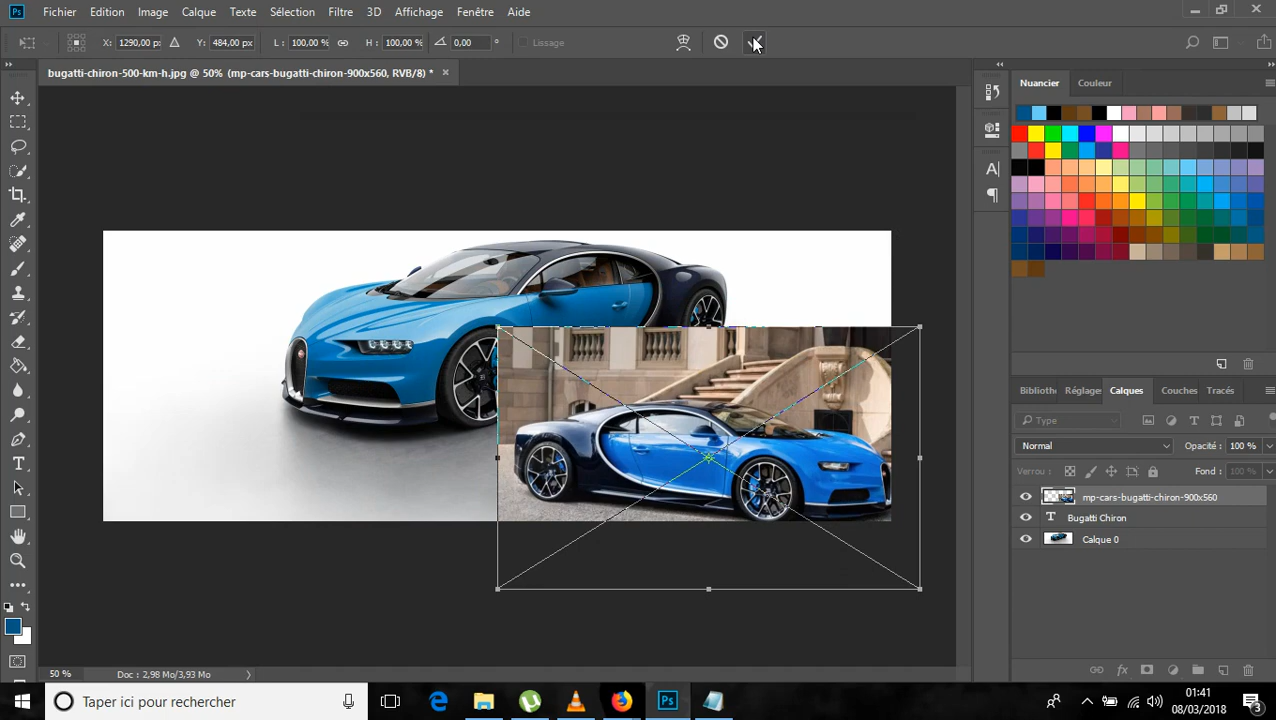 Ps Fichier Edition Image Calque Texte Sélection Filtre 3D Affichage Fenêtre Aide
X: 1290,00 px Y: 484,00 px L: 100,00 % H: 100,00 % 0,00 ° Lissage
bugatti-chiron-500-km-h.jpg @ 50% (mp-cars-bugatti-chiron-900x560, RVB/8) *
Nuancier Couleur
Biblioth Réglage Calques Couches Tracés
Type
Normal Opacité : 100 %
Verrou : Fond : 100 %
mp-cars-bugatti-chiron-900x560
T Bugatti Chiron
Calque 0
50 % Doc : 2,98 Mo/3,93 Mo
Taper ici pour rechercher
Ps
01:41
08/03/2018
3